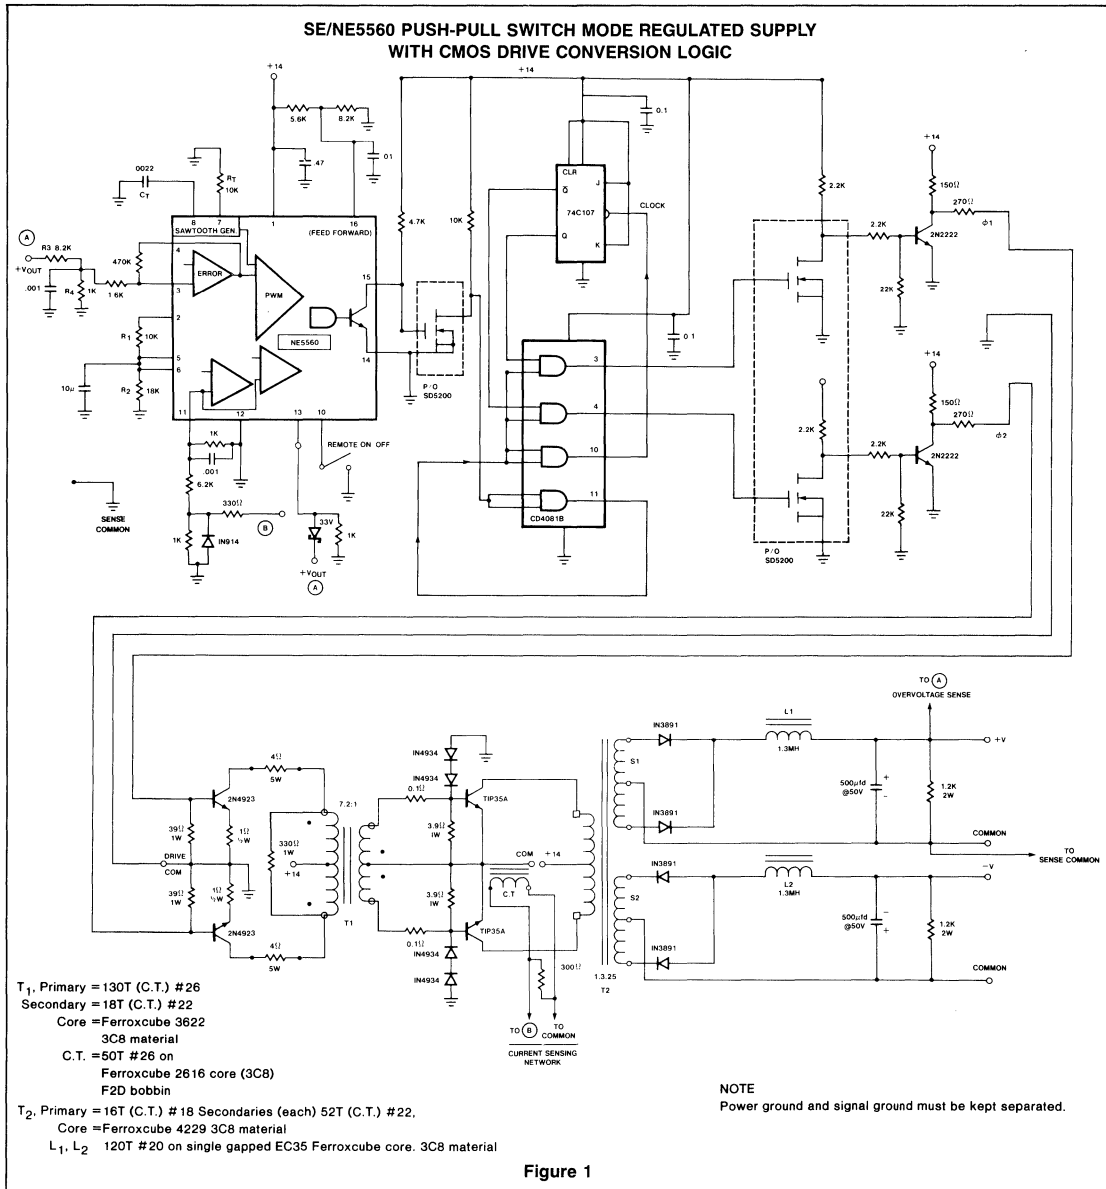 SE/NE5560 PUSH-PULL SWITCH MODE REGULATED SUPPLY
WITH CMOS DRIVE CONVERSION LOGIC
+14
+14
5.6K
8.2K
.47
.01
.0022
CT
RT
10K
8
7
1
16
SAWTOOTH GEN.
(FEED FORWARD)
A
R3 8.2K
+VOUT
.001
R4
1K
1 6K
470K
4
3
ERROR
PWM
NE5560
15
14
R1
10K
2
5
6
10µ
R2
18K
11
12
13
10
1K
.001
6.2K
330Ω
B
1K
IN914
REMOTE ON OFF
33V
1K
+VOUT
A
SENSE
COMMON
4.7K
10K
P/O
SD5200
0.1
CLR
Q̅
J
74C107
CLOCK
Q
K
0 1
3
4
10
11
CD4081B
2.2K
2.2K
P/O
SD5200
2.2K
22K
+14
150Ω
270Ω
ϕ1
2N2222
+14
150Ω
270Ω
ϕ2
2.2K
2N2222
22K
4Ω
5W
2N4923
39Ω
1W
1Ω
½W
DRIVE
COM
39Ω
1W
1Ω
½W
2N4923
4Ω
5W
330Ω
1W
+14
7.2:1
T1
IN4934
IN4934
0.1Ω
TIP35A
3.9Ω
1W
COM
+14
C.T
3.9Ω
IW
0.1Ω
TIP35A
IN4934
IN4934
300Ω
TO B
TO
COMMON
CURRENT SENSING
NETWORK
1.3.25
T2
S1
S2
IN3891
IN3891
IN3891
IN3891
L1
1.3MH
L2
1.3MH
TO A
OVERVOLTAGE SENSE
+V
500µfd
@50V
+
-
1.2K
2W
COMMON
TO
SENSE COMMON
-V
500µfd
@50V
-
+
1.2K
2W
COMMON
T1, Primary =130T (C.T.) #26
Secondary =18T (C.T.) #22
Core =Ferroxcube 3622
3C8 material
C.T. =50T #26 on
Ferroxcube 2616 core (3C8)
F2D bobbin
T2, Primary =16T (C.T.) #18 Secondaries (each) 52T (C.T.) #22,
Core =Ferroxcube 4229 3C8 material
L1, L2 120T #20 on single gapped EC35 Ferroxcube core. 3C8 material
NOTE
Power ground and signal ground must be kept separated.
Figure 1